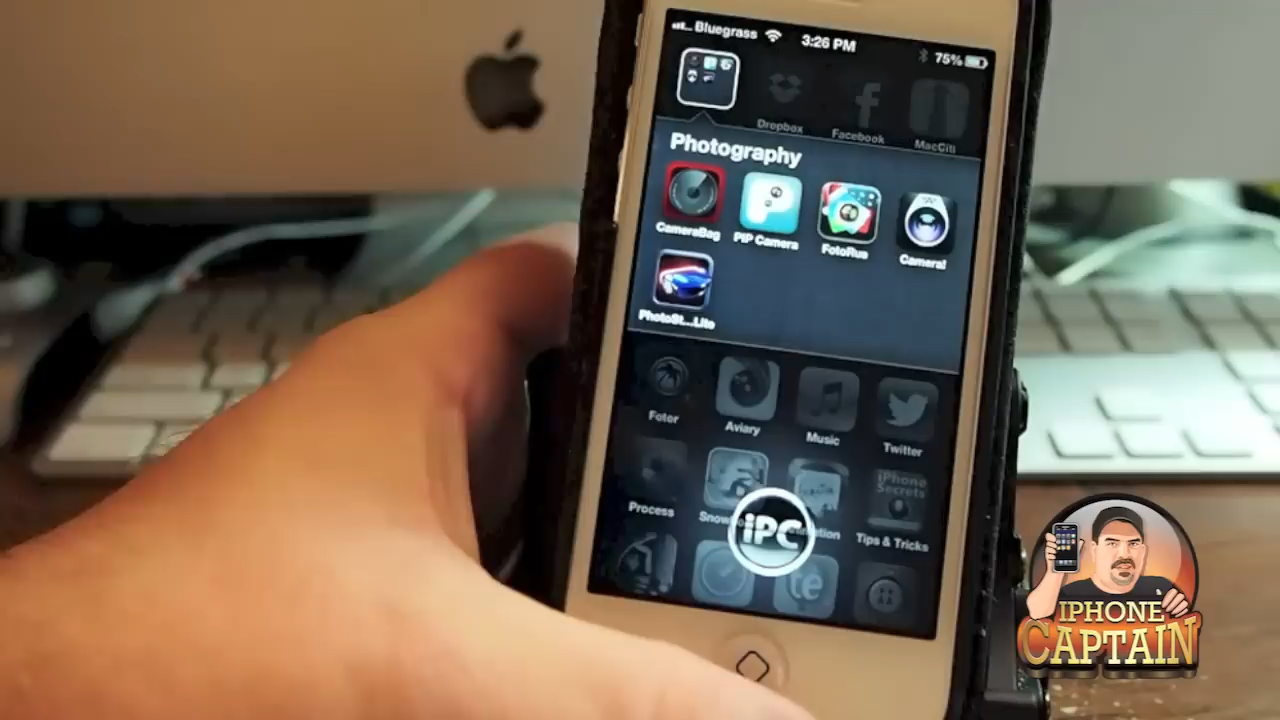 Bluegrass 3:26 PM 75%
Dropbox Facebook
Photography
CameraBag PIP Camera FotoRus Camera!
PhotoSt...Lite
Fotor Aviary Music Twitter
iPhone
Secrets
Process Tips & Tricks
iPC
te
IPHONE
CAPTAIN